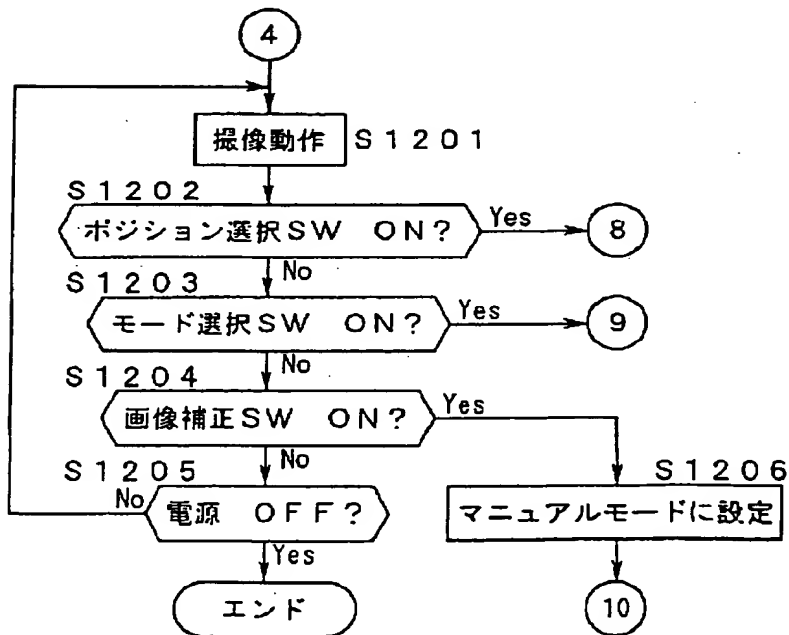 4
撮像動作 S1201
S1202
ポジション選択SW ON? Yes 8
No
S1203
モード選択SW ON? Yes 9
No
S1204
画像補正SW ON? Yes
No
S1205
No 電源 OFF?
Yes
エンド
S1206
マニュアルモードに設定
10